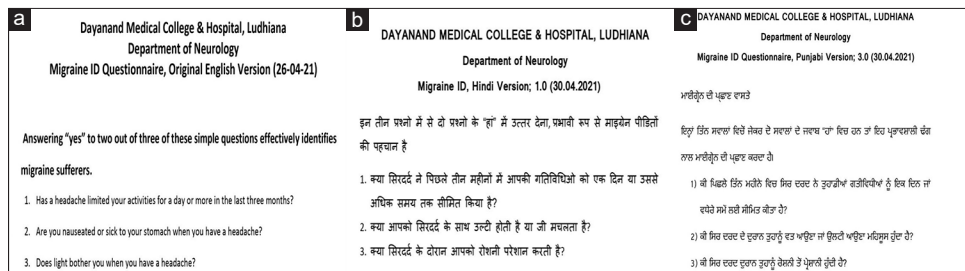 a
Dayanand Medical College & Hospital, Ludhiana
Department of Neurology
Migraine ID Questionnaire, Original English Version (26-04-21)
Answering "yes" to two out of three of these simple questions effectively identifies
migraine sufferers.
1. Has a headache limited your activities for a day or more in the last three months?
2. Are you nauseated or sick to your stomach when you have a headache?
3. Does light bother you when you have a headache?
b
DAYANAND MEDICAL COLLEGE & HOSPITAL, LUDHIANA
Department of Neurology
Migraine ID, Hindi Version; 1.0 (30.04.2021)
इन तीन प्रश्नो में से दो प्रश्नो के "हां" में उत्तर देना, प्रभावी रूप से माइग्रेन पीडितों
की पहचान है
1. क्या सिरदर्द ने पिछले तीन महीनों में आपकी गतिविधिओ को एक दिन या उससे
अधिक समय तक सीमित किया है?
2. क्या आपको सिरदर्द के साथ उल्टी होती है या जी मचलता है?
3. क्या सिरदर्द के दोरान आपको रोशनी परेशान करती है?
c
DAYANAND MEDICAL COLLEGE & HOSPITAL, LUDHIANA
Department of Neurology
Migraine ID Questionnaire, Punjabi Version; 3.0 (30.04.2021)
ਮਾਈਗ੍ਰੇਨ ਦੀ ਪ੍ਰਛਾਣ ਵਾਸਤੇ
ਇਨ੍ਹਾਂ ਤਿੰਨ ਸਵਾਲਾਂ ਵਿਚੋਂ ਜੇਕਰ ਦੋ ਸਵਾਲਾਂ ਦੇ ਜਵਾਬ "ਹਾਂ" ਵਿਚ ਹਨ ਤਾਂ ਇਹ ਪ੍ਰਭਾਵਸ਼ਾਲੀ ਢੰਗ
ਨਾਲ ਮਾਈਗ੍ਰੇਨ ਦੀ ਪ੍ਰਛਾਣ ਕਰਦਾ ਹੈ।
1) ਕੀ ਪਿਛਲੇ ਤਿੰਨ ਮਹੀਨੇ ਵਿਚ ਸਿਰ ਦਰਦ ਨੇ ਤੁਹਾਡੀਆਂ ਗਤੀਵਿਧੀਆਂ ਨੂੰ ਇਕ ਦਿਨ ਜਾਂ
ਵਧੇਰੇ ਸਮੇਂ ਲਈ ਸੀਮਿਤ ਕੀਤਾ ਹੈ?
2) ਕੀ ਸਿਰ ਦਰਦ ਦੇ ਦੁਰਾਨ ਤੁਹਾਨੂੰ ਵਤ ਆਉਣਾ ਜਾਂ ਉਲਟੀ ਆਉਣਾ ਮਹਿਸੂਸ ਹੁੰਦਾ ਹੈ?
3) ਕੀ ਸਿਰ ਦਰਦ ਦੁਰਾਨ ਤੁਹਾਨੂੰ ਰੋਸ਼ਨੀ ਤੋਂ ਪ੍ਰੇਸ਼ਾਨੀ ਹੁੰਦੀ ਹੈ?